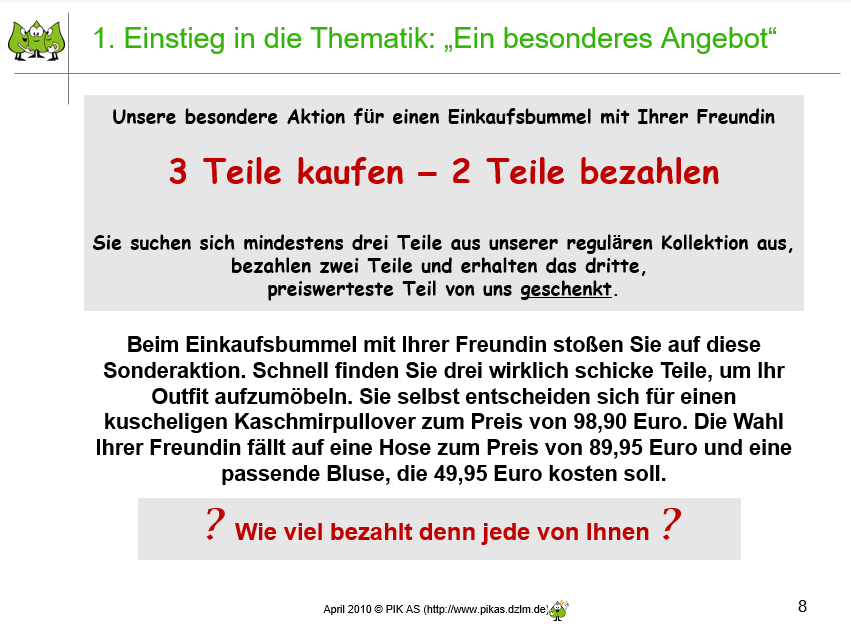 1. Einstieg in die Thematik: „Ein besonderes Angebot“
Unsere besondere Aktion für einen Einkaufsbummel mit Ihrer Freundin
3 Teile kaufen – 2 Teile bezahlen
Sie suchen sich mindestens drei Teile aus unserer regulären Kollektion aus,
bezahlen zwei Teile und erhalten das dritte,
preiswerteste Teil von uns geschenkt.
Beim Einkaufsbummel mit Ihrer Freundin stoßen Sie auf diese
Sonderaktion. Schnell finden Sie drei wirklich schicke Teile, um Ihr
Outfit aufzumöbeln. Sie selbst entscheiden sich für einen
kuscheligen Kaschmirpullover zum Preis von 98,90 Euro. Die Wahl
Ihrer Freundin fällt auf eine Hose zum Preis von 89,95 Euro und eine
passende Bluse, die 49,95 Euro kosten soll.
? Wie viel bezahlt denn jede von Ihnen ?
April 2010 © PIK AS (http://www.pikas.dzlm.de)
8